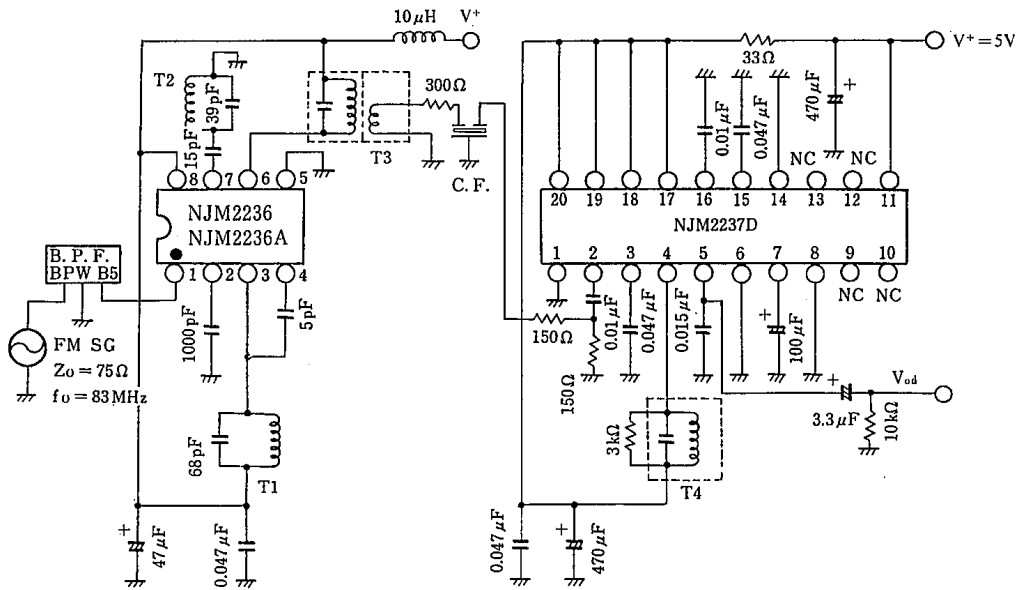 10μH
V⁺
V⁺=5V
33Ω
T2
39pF
15pF
300Ω
T3
C. F.
0.01μF
0.047μF
470μF
+
NC
NC
8 7 6 5
20 19 18 17 16 15 14 13 12 11
NJM2236
NJM2236A
NJM2237D
B. P. F.
BPW B5
1 2 3 4
1 2 3 4 5 6 7 8 9 10
NC NC
FM SG
Zo=75Ω
fo=83MHz
1000pF
5pF
150Ω
0.01μF
150Ω
0.047μF
0.015μF
+
100μF
Vod
+
3.3μF
10kΩ
68pF
T1
3kΩ
T4
+
47μF
0.047μF
0.047μF
+
470μF